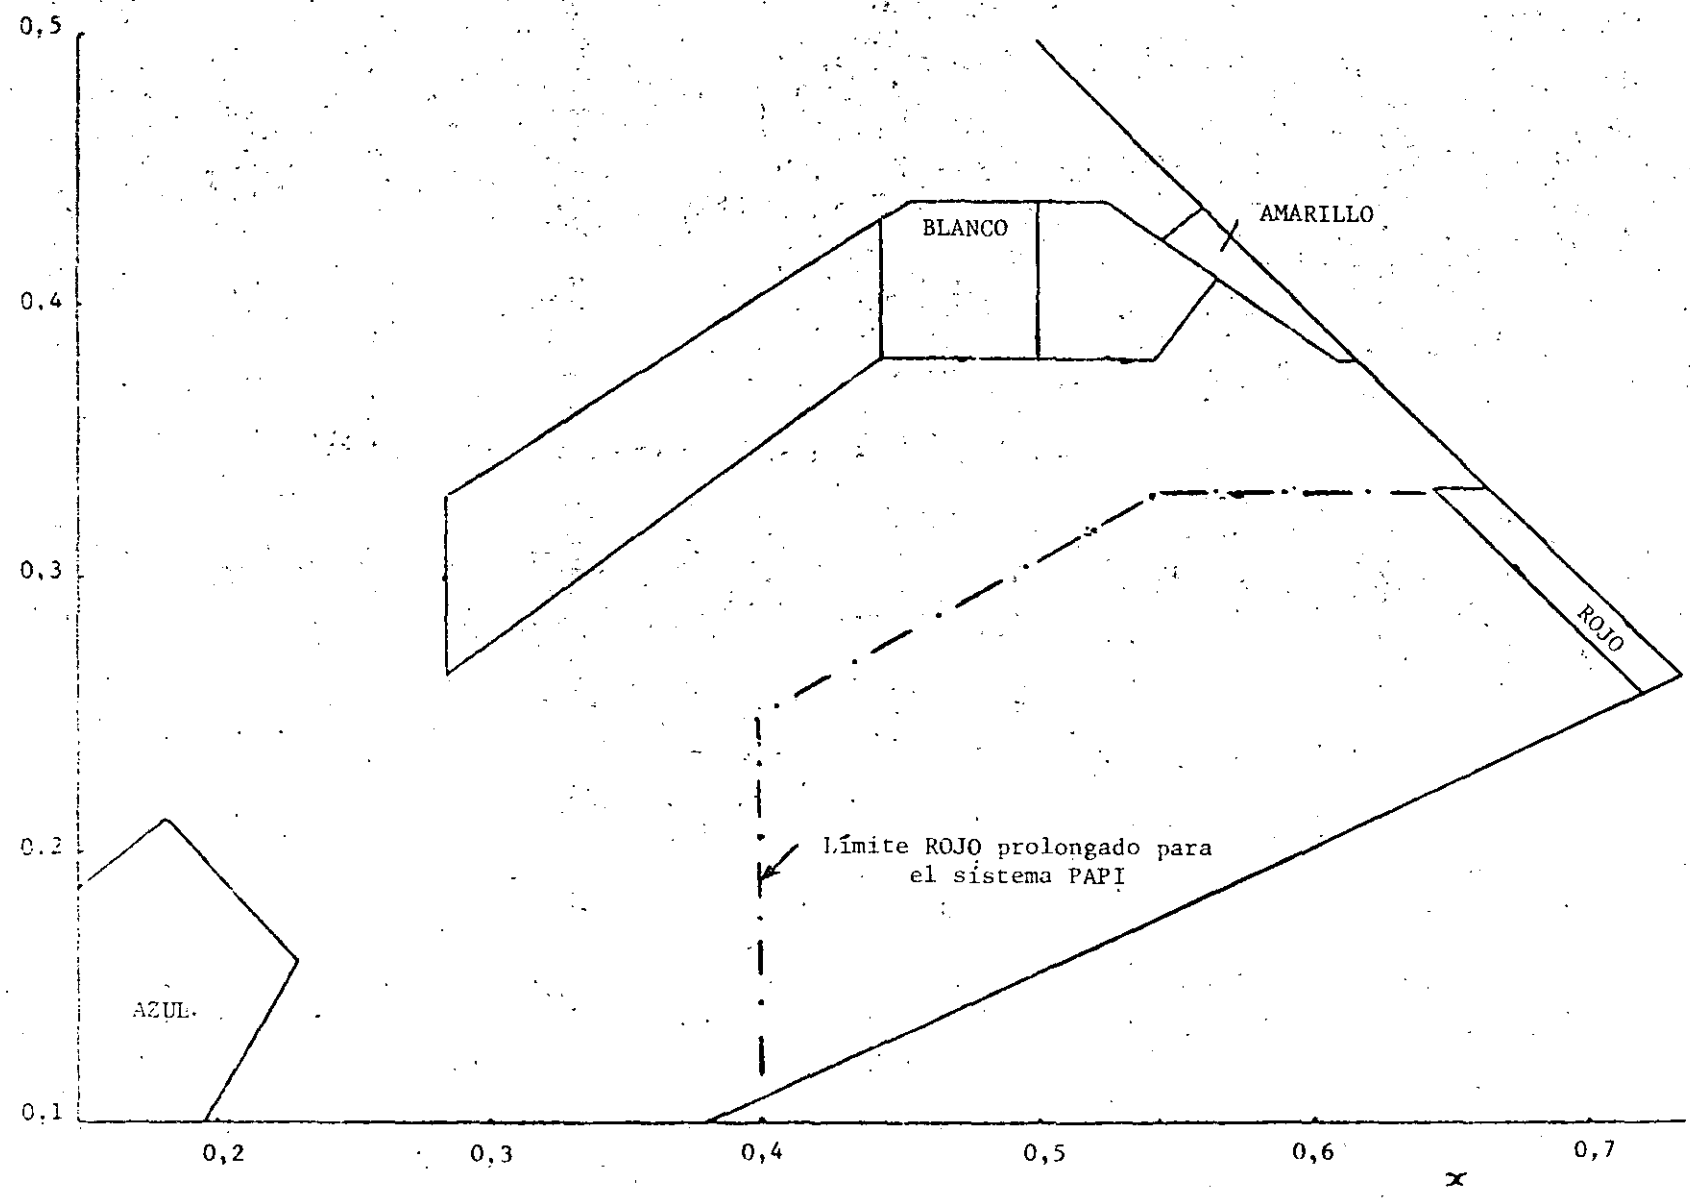 0,5
AMARILLO
BLANCO
0,4
0,3
ROJO
0.2
Límite ROJO prolongado para
el sístema PAPI
AZUL
0.1
0,2 0,3 0,4 0,5 0,6 0,7
x